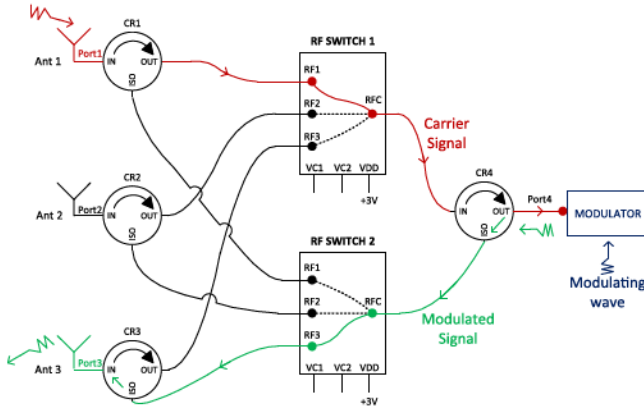 CR1
Port1
IN
OUT
ISO
Ant 1
RF SWITCH 1
RF1
RF2
RFC
RF3
VC1 VC2 VDD
+3V
Carrier
Signal
CR2
Port2
IN
OUT
ISO
Ant 2
CR4
IN
OUT
ISO
Port4
MODULATOR
Modulating
wave
RF SWITCH 2
RF1
RF2
RFC
RF3
VC1 VC2 VDD
+3V
Modulated
Signal
CR3
Port3
IN
OUT
ISO
Ant 3